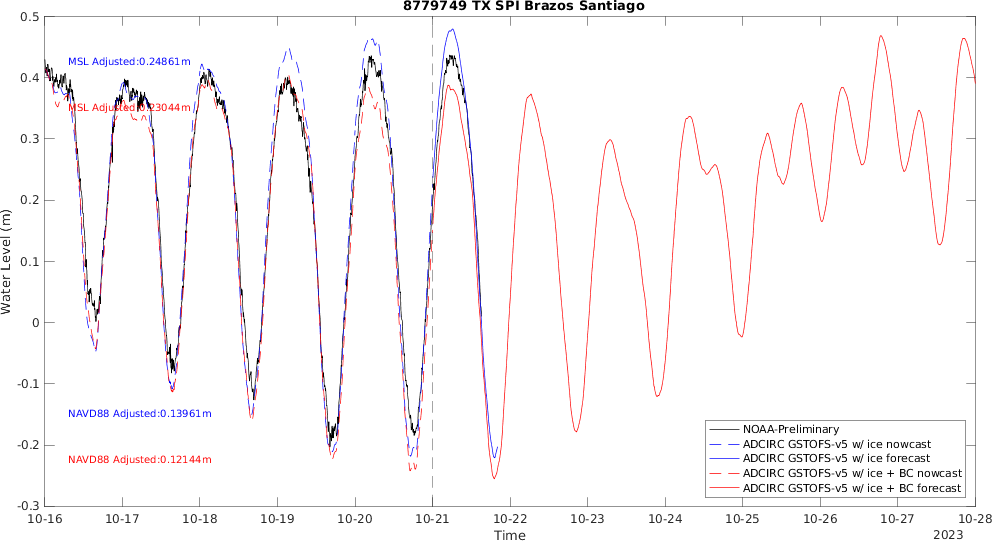 8779749 TX SPI Brazos Santiago
0.5
0.4
0.3
0.2
0.1
0
-0.1
-0.2
-0.3
Water Level (m)
MSL Adjusted:0.24861m
MSL Adjusted:0.23044m
NAVD88 Adjusted:0.13961m
NAVD88 Adjusted:0.12144m
NOAA-Preliminary
ADCIRC GSTOFS-v5 w/ ice nowcast
ADCIRC GSTOFS-v5 w/ ice forecast
ADCIRC GSTOFS-v5 w/ ice + BC nowcast
ADCIRC GSTOFS-v5 w/ ice + BC forecast
10-16 10-17 10-18 10-19 10-20 10-21 10-22 10-23 10-24 10-25 10-26 10-27 10-28
Time
2023